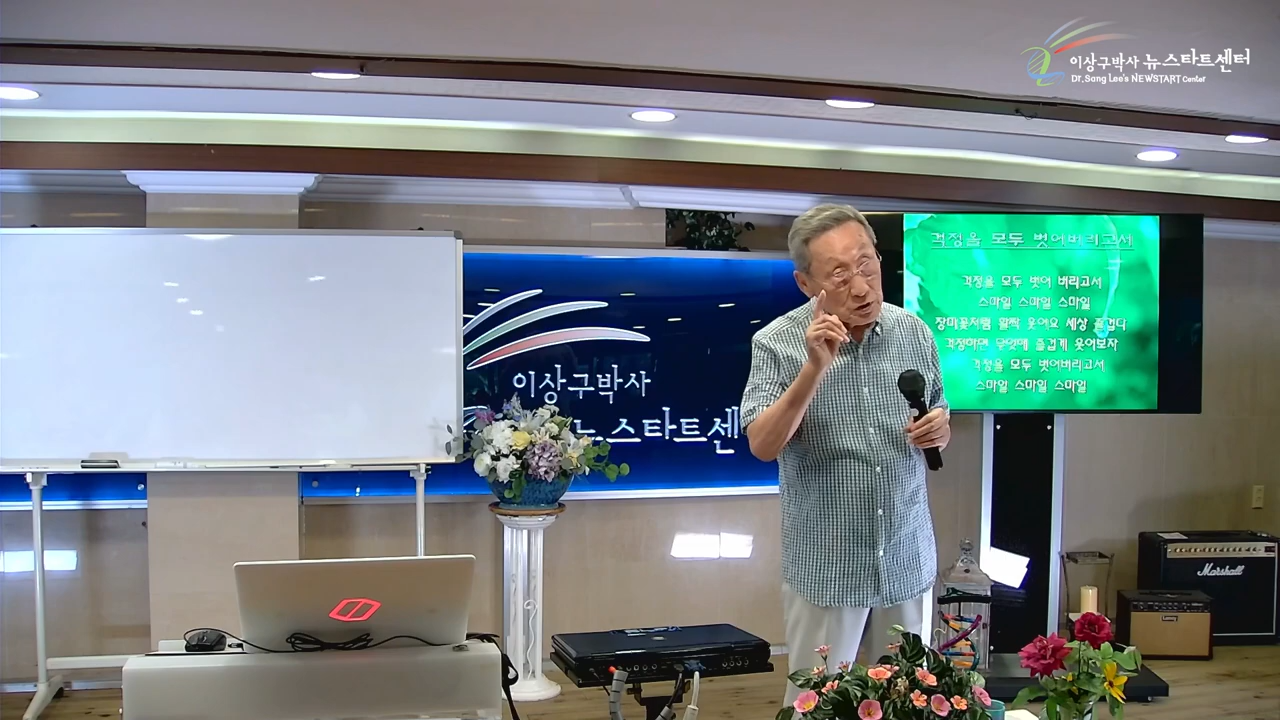 이상구박사 뉴스타트센터
Dr. Sang Lee's NEWSTART Center
걱정을 모두 벗어버리고서
걱정을 모두 벗어 버리고서
스마일 스마일 스마일
장미꽃처럼 활짝 웃어요 세상 즐겁다
걱정하면 무엇해 즐겁게 웃어보자
걱정을 모두 벗어버리고서
스마일 스마일 스마일
이상구박사
뉴스타트센
Marshall